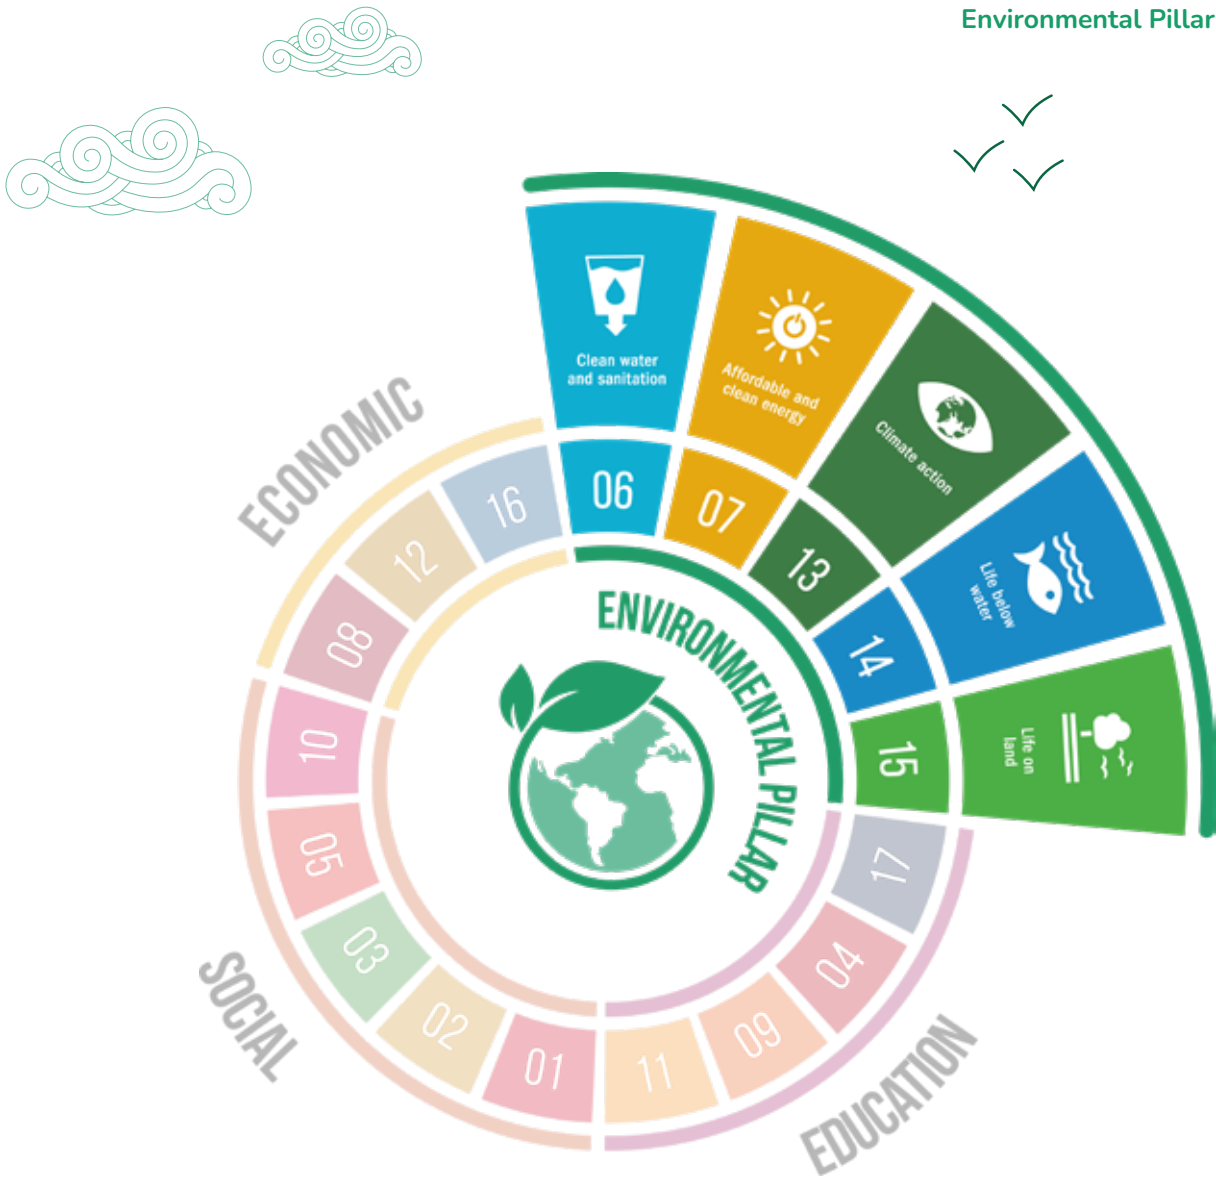 Environmental Pillar
Clean water
and sanitation
Affordable and
clean energy
Climate action
Life below
water
Life on
land
06
07
13
14
15
17
04
09
11
01
02
03
05
10
08
12
16
ENVIRONMENTAL PILLAR
ECONOMIC
SOCIAL
EDUCATION